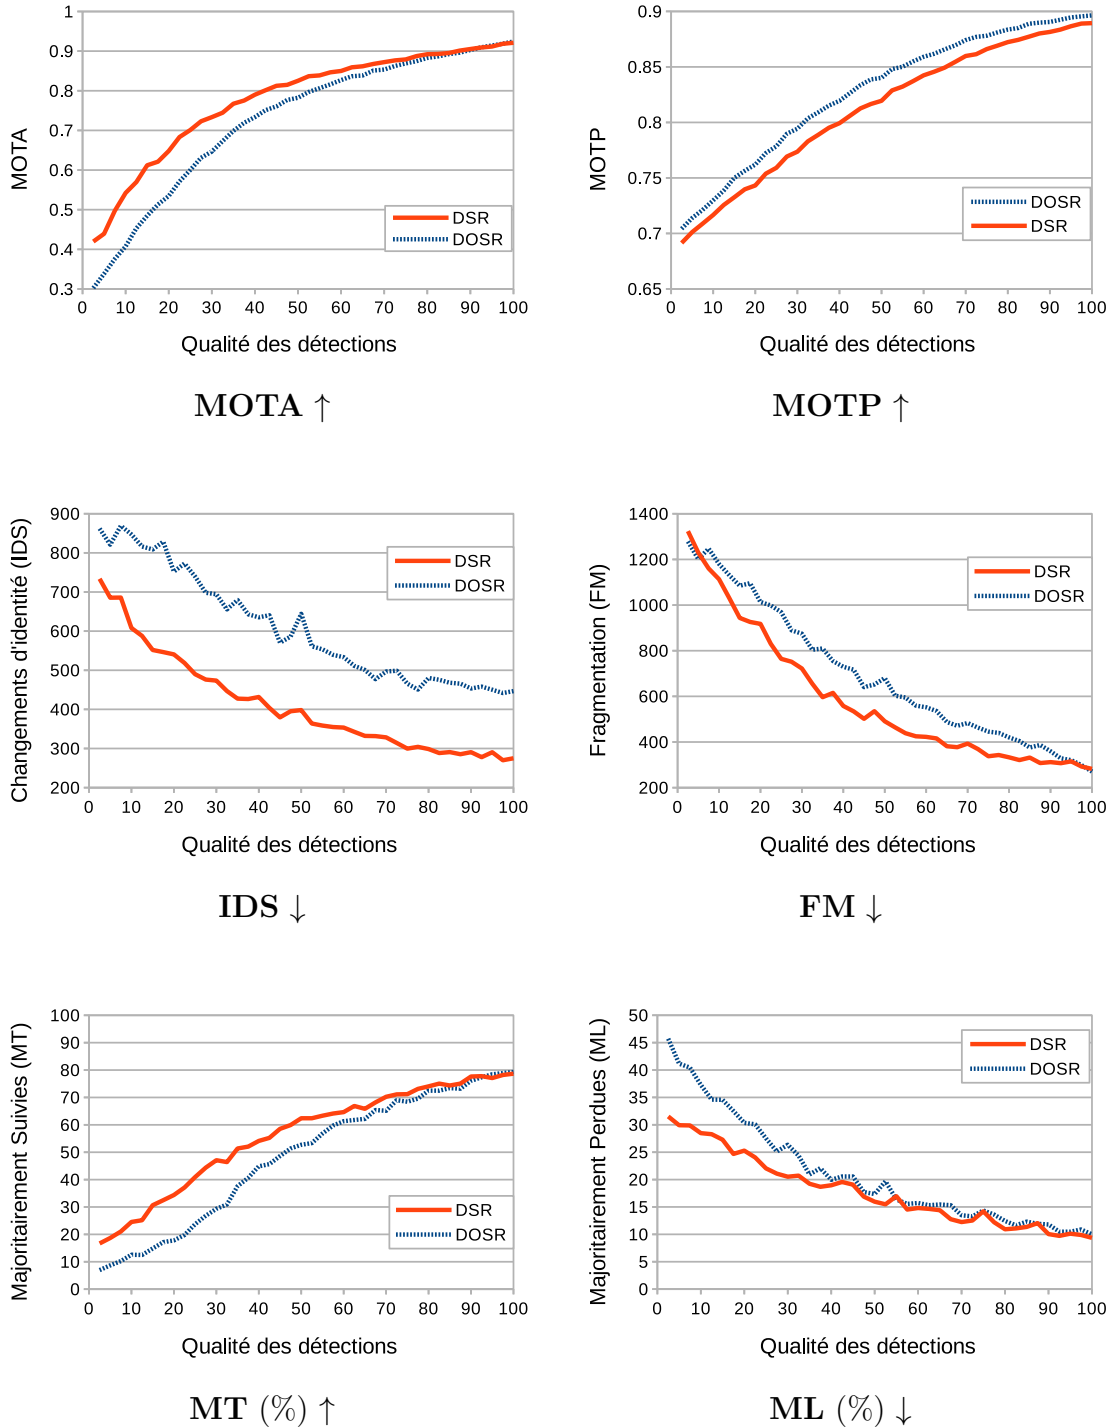 1
0.9
0.8
0.7
0.6
0.5
0.4
0.3
MOTA
DSR
DOSR
0 10 20 30 40 50 60 70 80 90 100
Qualité des détections
MOTA ↑
0.9
0.85
0.8
0.75
0.7
0.65
MOTP
DOSR
DSR
0 10 20 30 40 50 60 70 80 90 100
Qualité des détections
MOTP ↑
900
800
700
600
500
400
300
200
Changements d'identité (IDS)
DSR
DOSR
0 10 20 30 40 50 60 70 80 90 100
Qualité des détections
IDS ↓
1400
1200
1000
800
600
400
200
Fragmentation (FM)
DSR
DOSR
0 10 20 30 40 50 60 70 80 90 100
Qualité des détections
FM ↓
100
90
80
70
60
50
40
30
20
10
0
Majoritairement Suivies (MT)
DSR
DOSR
0 10 20 30 40 50 60 70 80 90 100
Qualité des détections
MT (%) ↑
50
45
40
35
30
25
20
15
10
5
0
Majoritairement Perdues (ML)
DSR
DOSR
0 10 20 30 40 50 60 70 80 90 100
Qualité des détections
ML (%) ↓